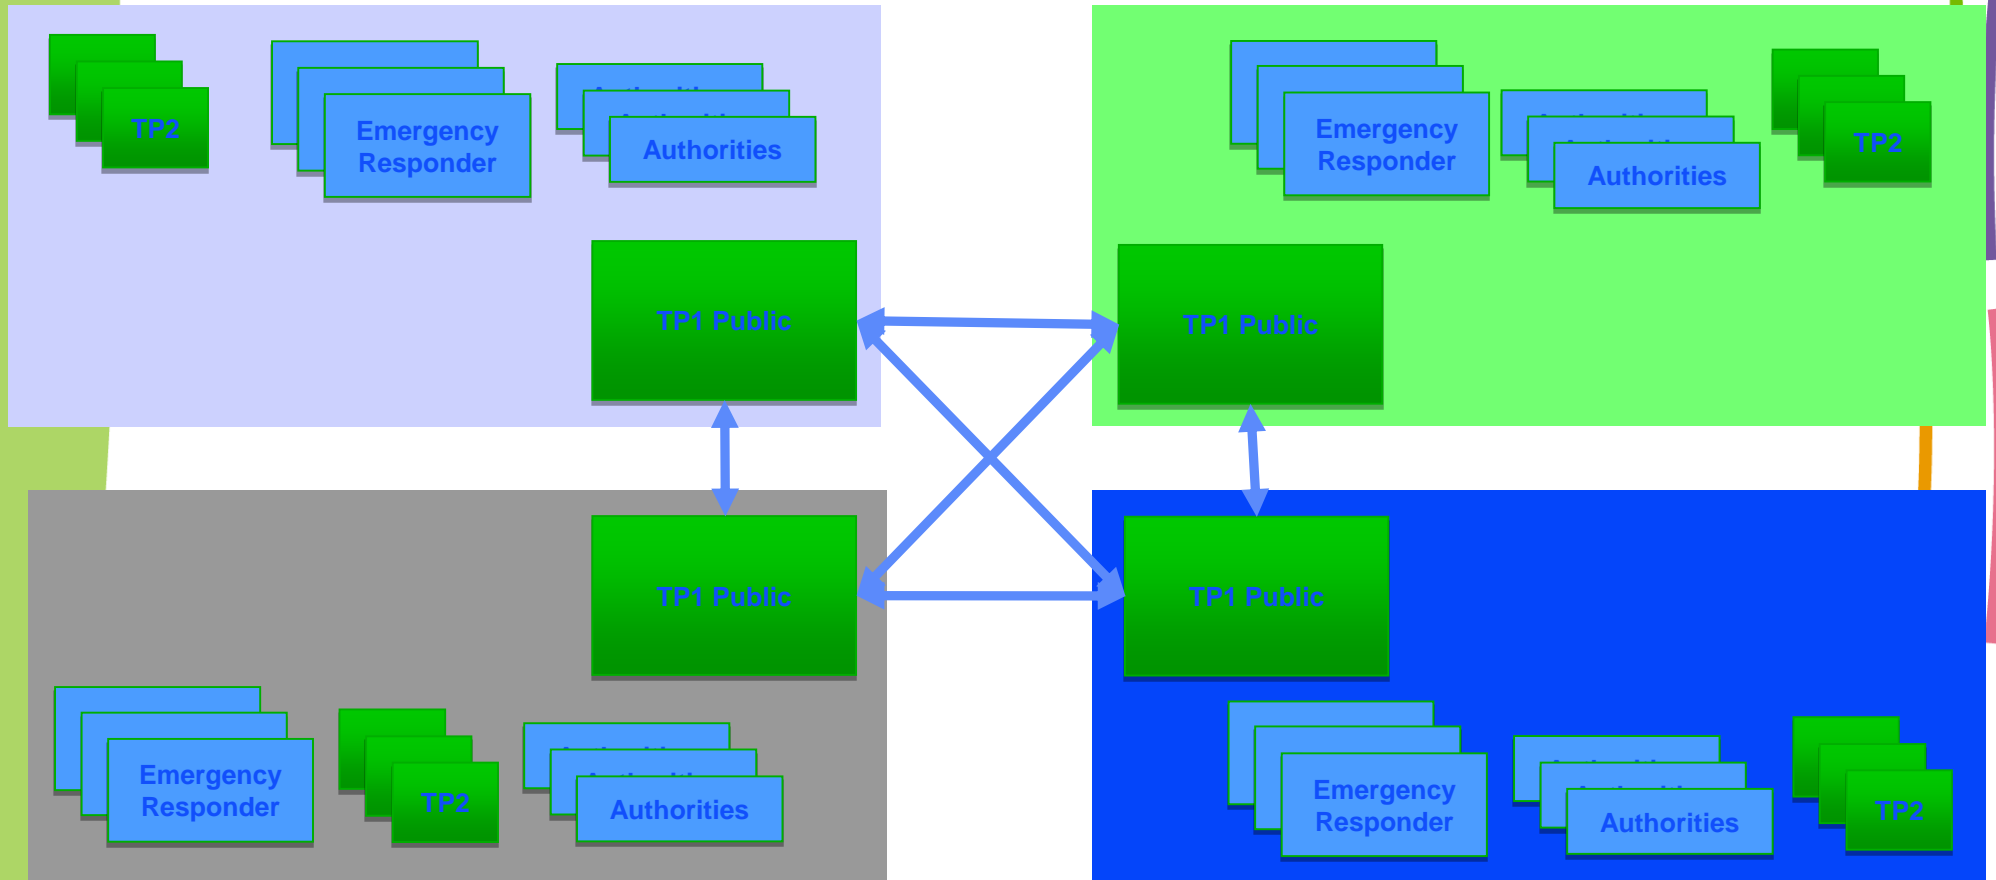 TP2
Emergency
Responder
Authorities
TP1 Public
Emergency
Responder
Authorities
TP2
TP1 Public
TP1 Public
Emergency
Responder
TP2
Authorities
TP1 Public
Emergency
Responder
Authorities
TP2